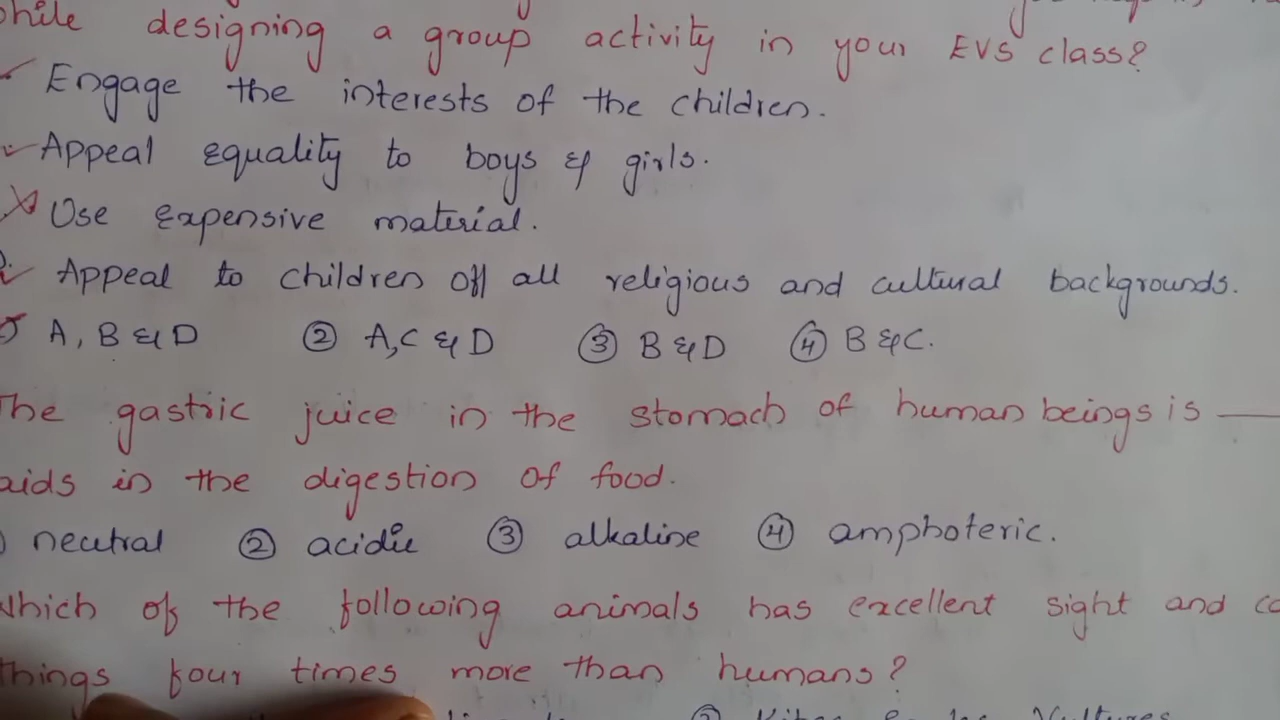 while designing a group activity in your EVS class?
Engage the interests of the children.
Appeal equality to boys & girls.
Use expensive material.
Appeal to children off all religious and cultural backgrounds.
A, B & D ② A,C & D ③ B & D ④ B & C.
The gastric juice in the stomach of human beings is —
aids in the digestion of food.
neutral ② acidic ③ alkaline ④ amphoteric.
Which of the following animals has excellent sight and
things four times more than humans?
Vultures